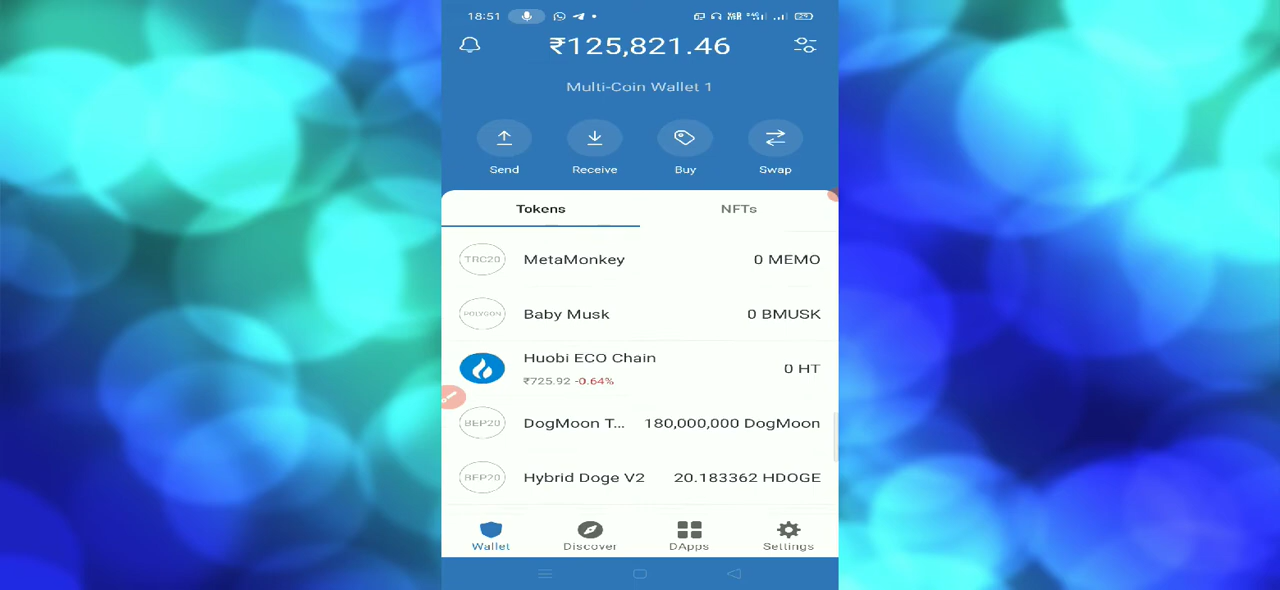 18:51
₹125,821.46
Multi-Coin Wallet 1
Send Receive Buy Swap
Tokens NFTs
TRC20 MetaMonkey 0 MEMO
POLYGON Baby Musk 0 BMUSK
Huobi ECO Chain 0 HT
₹725.92 -0.64%
BEP20 DogMoon T... 180,000,000 DogMoon
BEP20 Hybrid Doge V2 20.183362 HDOGE
Wallet Discover DApps Settings